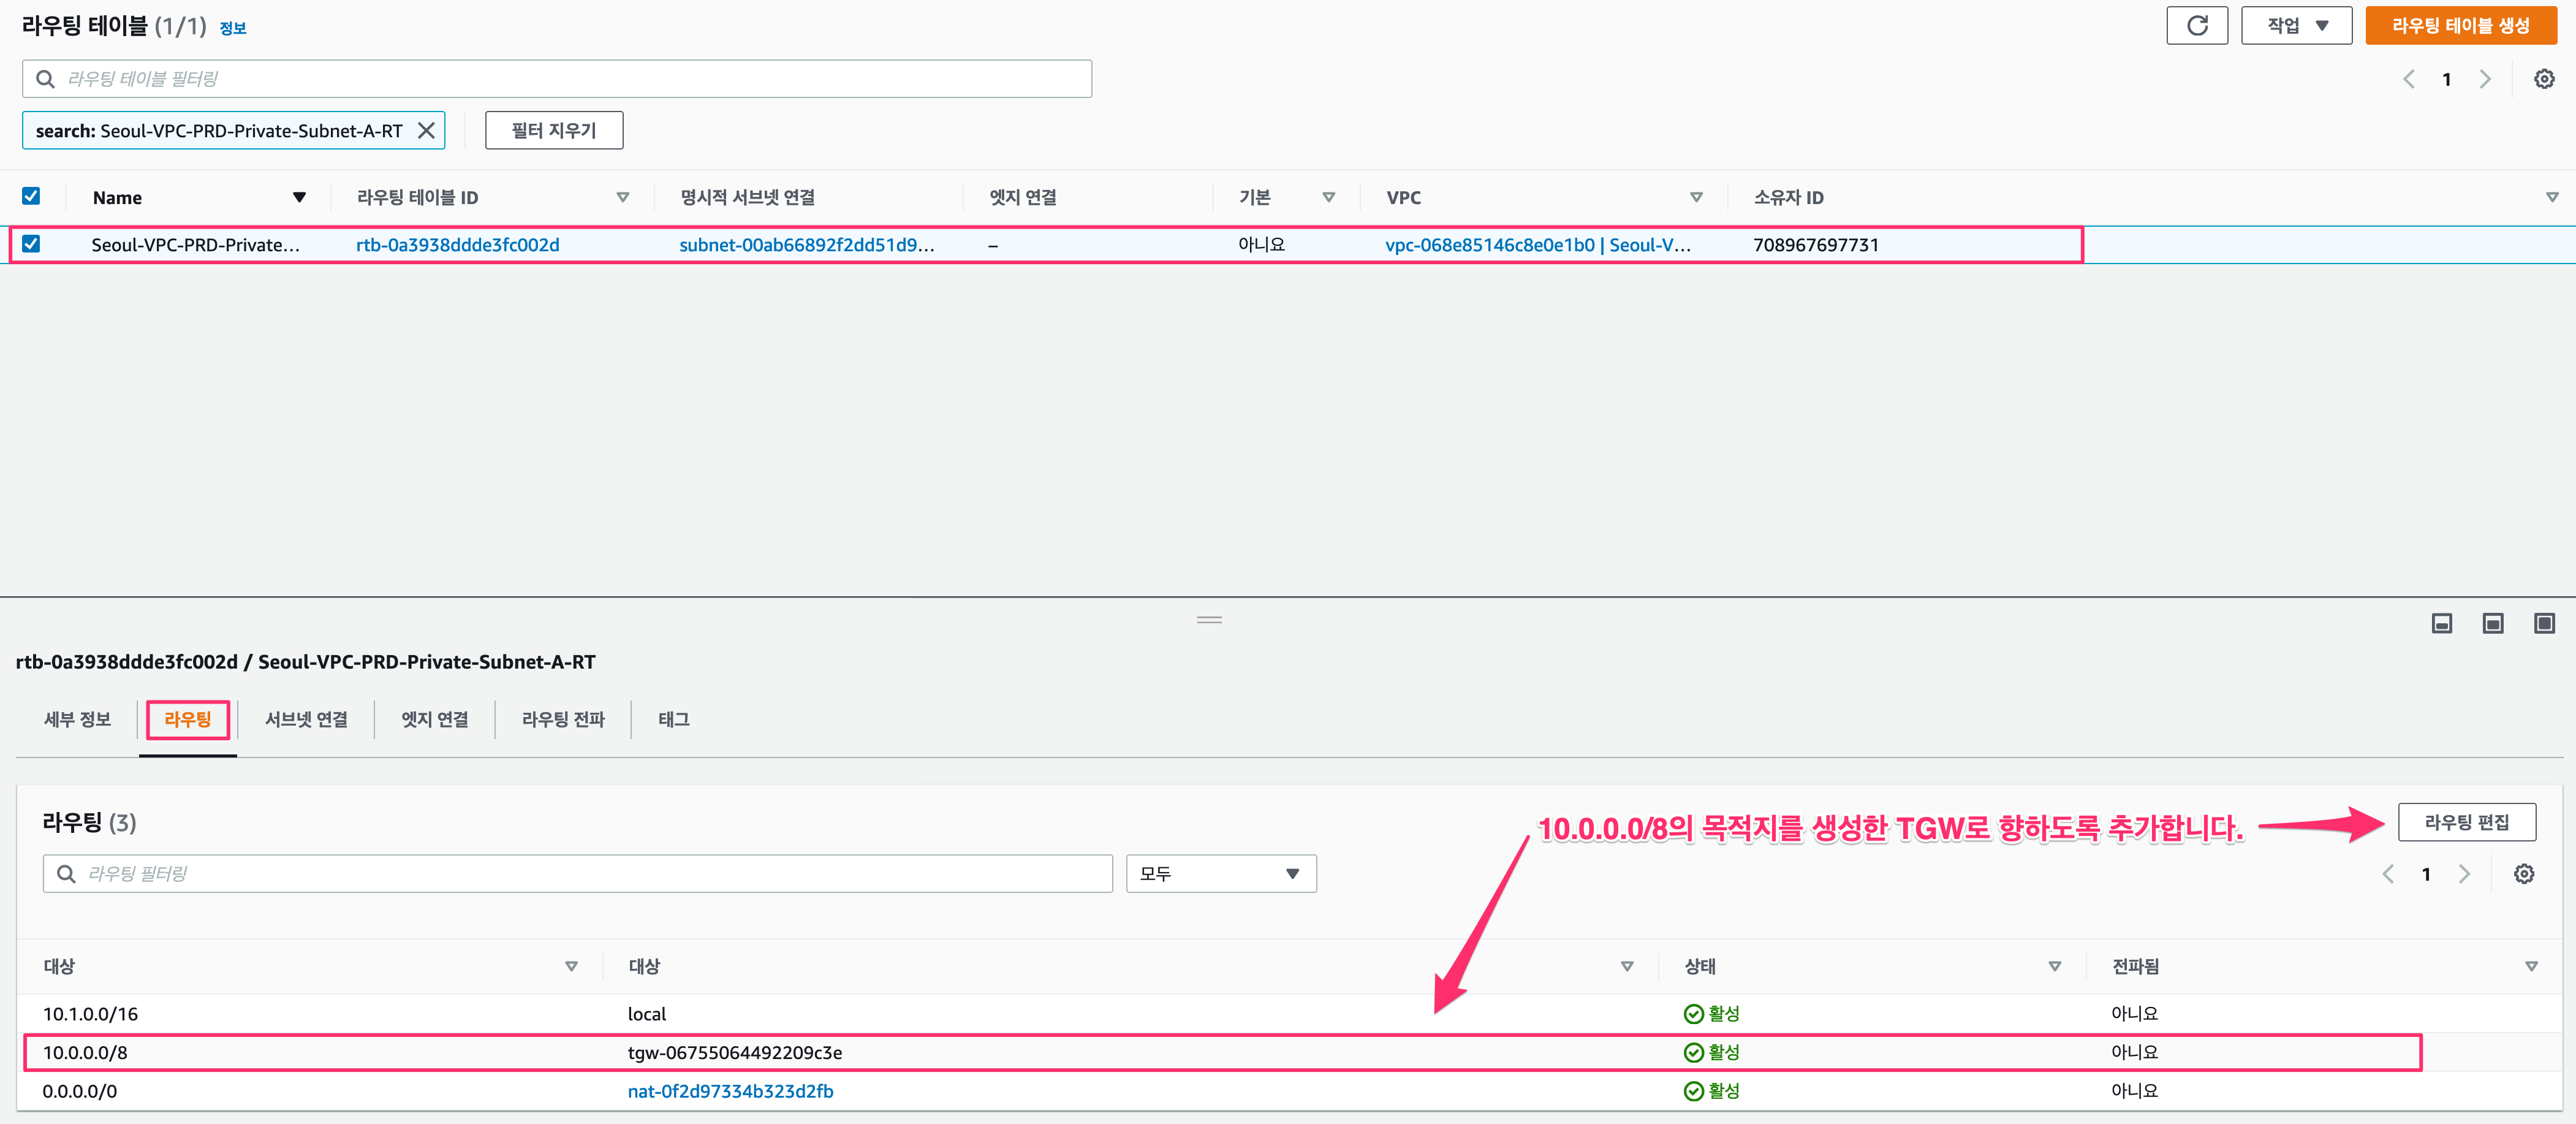 라우팅 테이블 (1/1) 정보
작업
라우팅 테이블 생성
라우팅 테이블 필터링
1
search: Seoul-VPC-PRD-Private-Subnet-A-RT
필터 지우기
Name 라우팅 테이블 ID 명시적 서브넷 연결 엣지 연결 기본 VPC 소유자 ID
Seoul-VPC-PRD-Private... rtb-0a3938ddde3fc002d subnet-00ab66892f2dd51d9... – 아니요 vpc-068e85146c8e0e1b0 | Seoul-V... 708967697731
rtb-0a3938ddde3fc002d / Seoul-VPC-PRD-Private-Subnet-A-RT
세부 정보 라우팅 서브넷 연결 엣지 연결 라우팅 전파 태그
라우팅 (3)
10.0.0.0/8의 목적지를 생성한 TGW로 향하도록 추가합니다.
라우팅 편집
라우팅 필터링
모두
1
대상 대상 상태 전파됨
10.1.0.0/16 local 활성 아니요
10.0.0.0/8 tgw-06755064492209c3e 활성 아니요
0.0.0.0/0 nat-0f2d97334b323d2fb 활성 아니요